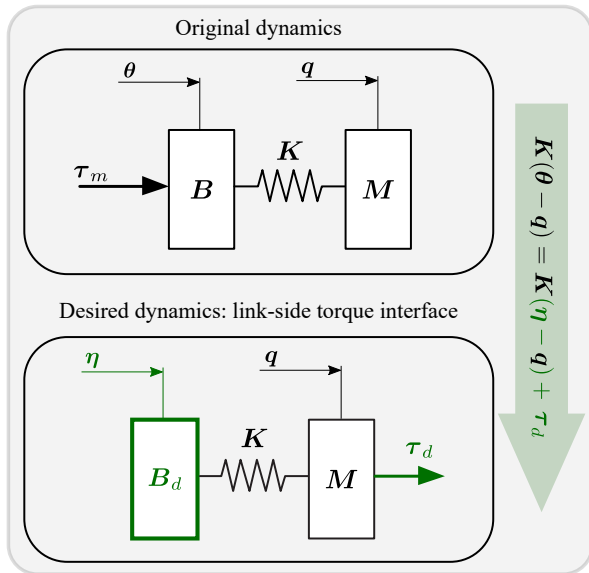 Original dynamics
θ
q
τ_m
B
K
M
Desired dynamics: link-side torque interface
η
q
B_d
K
M
τ_d
K(θ − q) = K(η − q) + τ_d